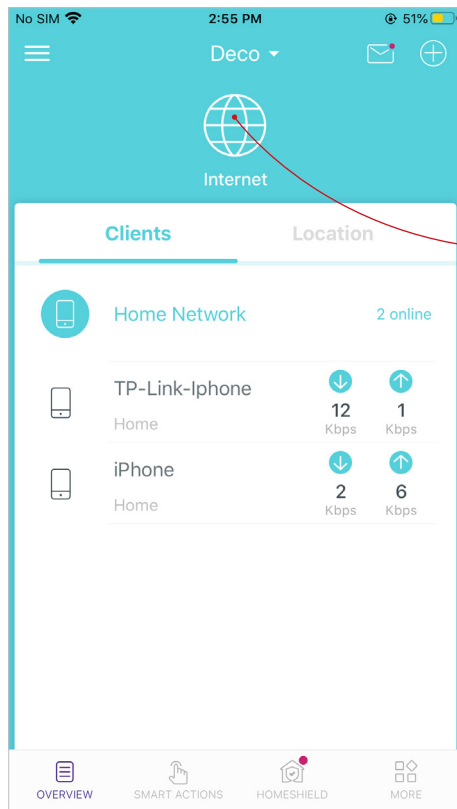 No SIM 2:55 PM 51%
Deco
Internet
Clients Location
Home Network 2 online
TP-Link-Iphone
Home
12 Kbps 1 Kbps
iPhone
Home
2 Kbps 6 Kbps
OVERVIEW SMART ACTIONS HOMESHIELD MORE